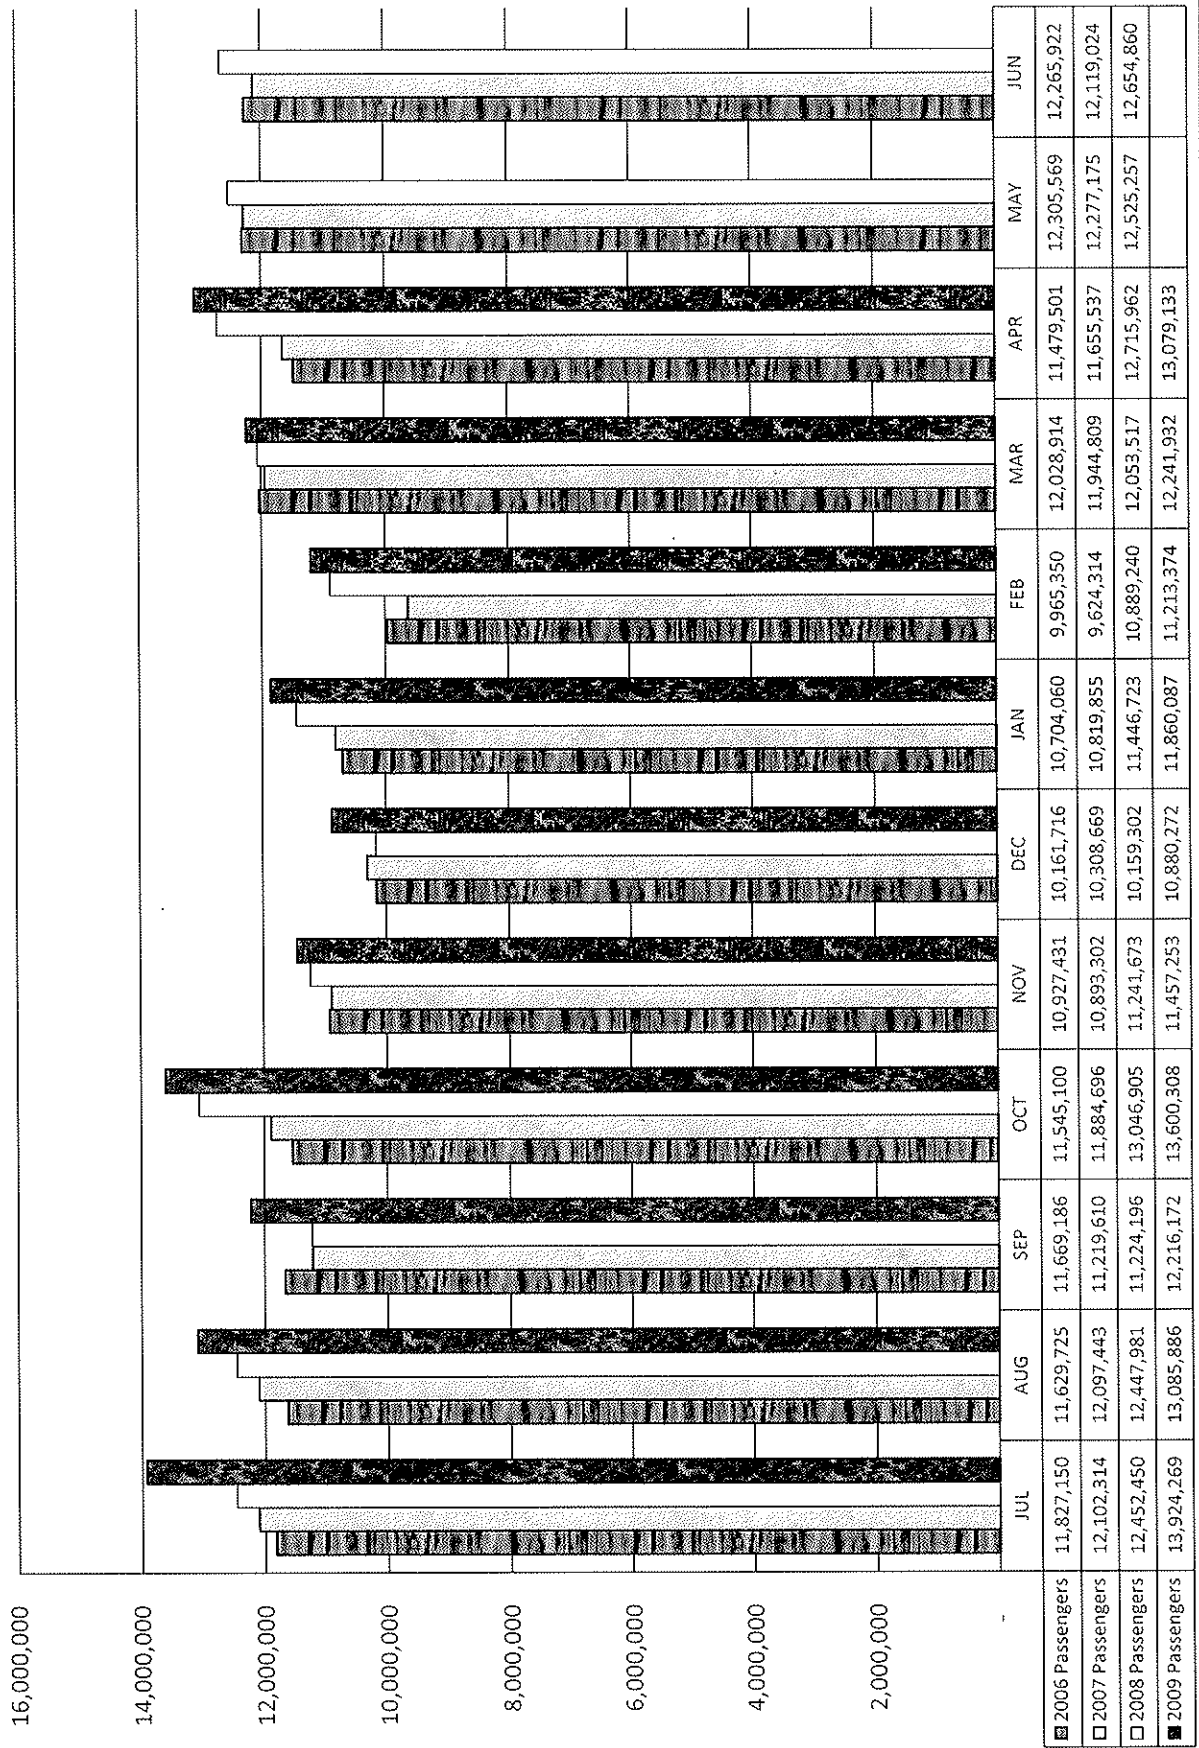 16,000,000
14,000,000
12,000,000
10,000,000
8,000,000
6,000,000
4,000,000
2,000,000
-
JUL AUG SEP OCT NOV DEC JAN FEB MAR APR MAY JUN
2006 Passengers 11,827,150 11,629,725 11,669,186 11,545,100 10,927,431 10,161,716 10,704,060 9,965,350 12,028,914 11,479,501 12,305,569 12,265,922
2007 Passengers 12,102,314 12,097,443 11,219,610 11,884,696 10,893,302 10,308,669 10,819,855 9,624,314 11,944,809 11,655,537 12,277,175 12,119,024
2008 Passengers 12,452,450 12,447,981 11,224,196 13,046,905 11,241,673 10,159,302 11,446,723 10,889,240 12,053,517 12,715,962 12,525,257 12,654,860
2009 Passengers 13,924,269 13,085,886 12,216,172 13,600,308 11,457,253 10,880,272 11,860,087 11,213,374 12,241,932 13,079,133